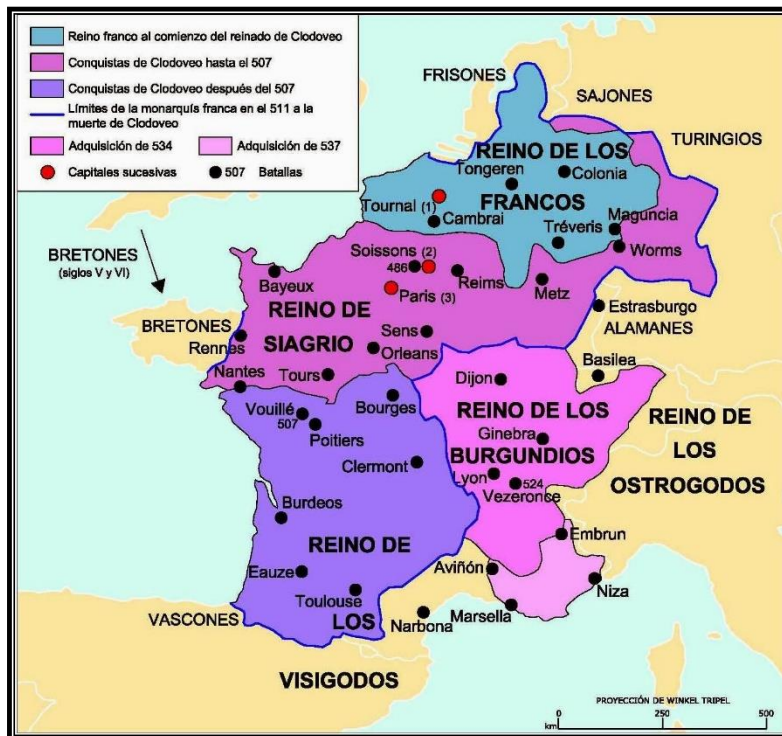 Reino franco al comienzo del reinado de Clodoveo
Conquistas de Clodoveo hasta el 507
Conquistas de Clodoveo después del 507
Límites de la monarquís franca en el 511 a la
muerte de Clodoveo
Adquisición de 534
Adquisición de 537
Capitales sucesivas
507 Batallas
FRISONES
SAJONES
TURINGIOS
REINO DE LOS
Tongeren
Colonia
FRANCOS
Tournal (1)
Cambrai
Tréveris
Maguncia
Worms
BRETONES
(siglos V y VI)
Soissons (2)
486
Reims
Metz
Bayeux
Paris (3)
REINO DE
Estrasburgo
ALAMANES
BRETONES
Rennes
SIAGRIO
Sens
Orleans
Nantes
Tours
Dijon
Basilea
Vouillé
507
Bourges
Poitiers
REINO DE LOS
Ginebra
BURGUNDIOS
REINO DE
LOS
OSTROGODOS
Clermont
Lyon
524
Vezeronce
Burdeos
REINO DE
Embrun
Eauze
Aviñón
Toulouse
Niza
VASCONES
LOS
Narbona
Marsella
VISIGODOS
PROYECCIÓN DE WINKEL TRIPEL
km
0
250
500